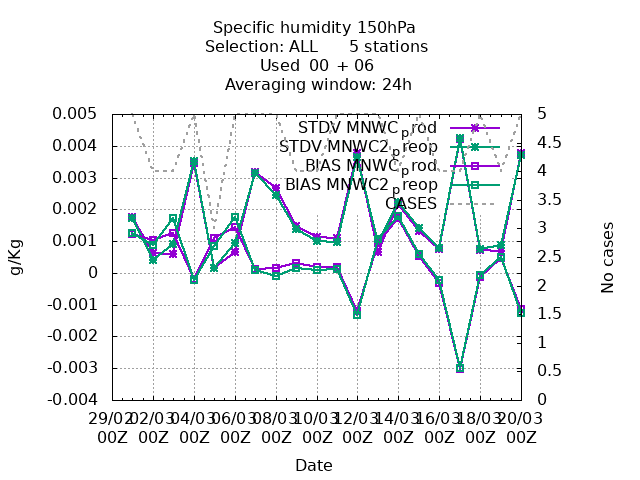 Specific humidity 150hPa
Selection: ALL 5 stations
Used 00 + 06
Averaging window: 24h
0.005
0.004
0.003
0.002
0.001
0
-0.001
-0.002
-0.003
-0.004
g/Kg
STDV MNWC_prod
STDV MNWC2_preop
BIAS MNWC_prod
BIAS MNWC2_preop
CASES
5
4.5
4
3.5
3
2.5
2
1.5
1
0.5
0
No cases
29/02 02/03 04/03 06/03 08/03 10/03 12/03 14/03 16/03 18/03 20/03
00Z 00Z 00Z 00Z 00Z 00Z 00Z 00Z 00Z 00Z 00Z
Date